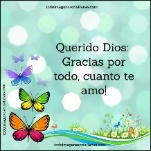 Querido Dios:
Gracias por
todo, cuanto te
amo!